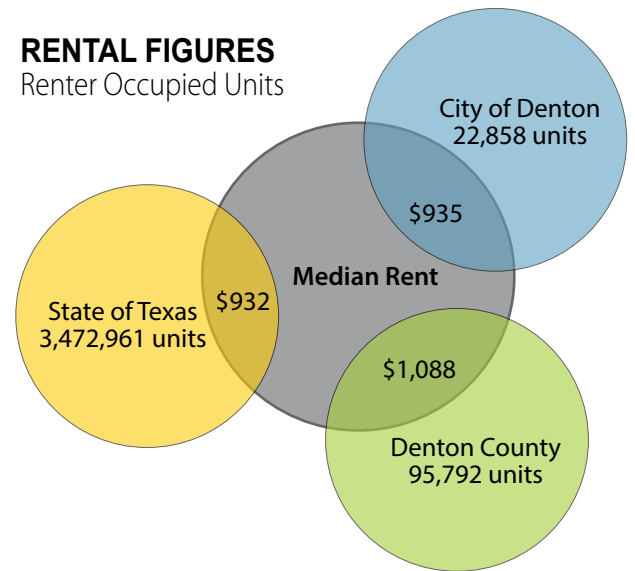 RENTAL FIGURES
Renter Occupied Units
City of Denton
22,858 units
$935
Median Rent
State of Texas
3,472,961 units
$932
$1,088
Denton County
95,792 units